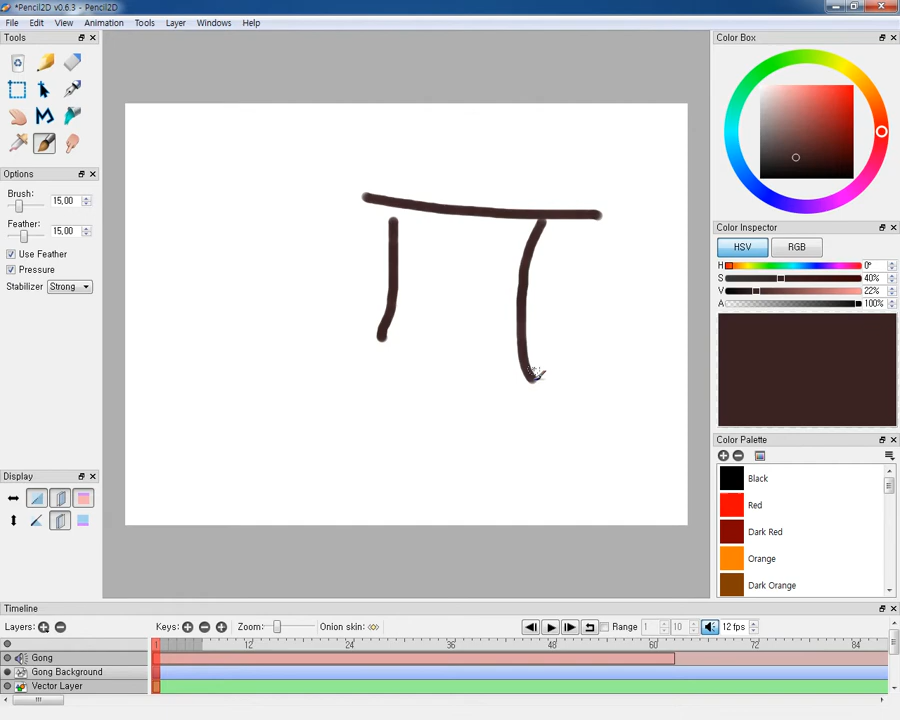 *Pencil2D v0.6.3 - Pencil2D
File Edit View Animation Tools Layer Windows Help
Tools
Options
Brush: 15,00
Feather: 15,00
Use Feather
Pressure
Stabilizer Strong
Display
Color Box
Color Inspector
HSV RGB
H 0°
S 40%
V 22%
A 100%
Color Palette
Black
Red
Dark Red
Orange
Dark Orange
Timeline
Layers: Keys: Zoom: Onion skin: Range 1 10 12 fps
1 12 24 36 48 60 72 84
Gong
Gong Background
Vector Layer